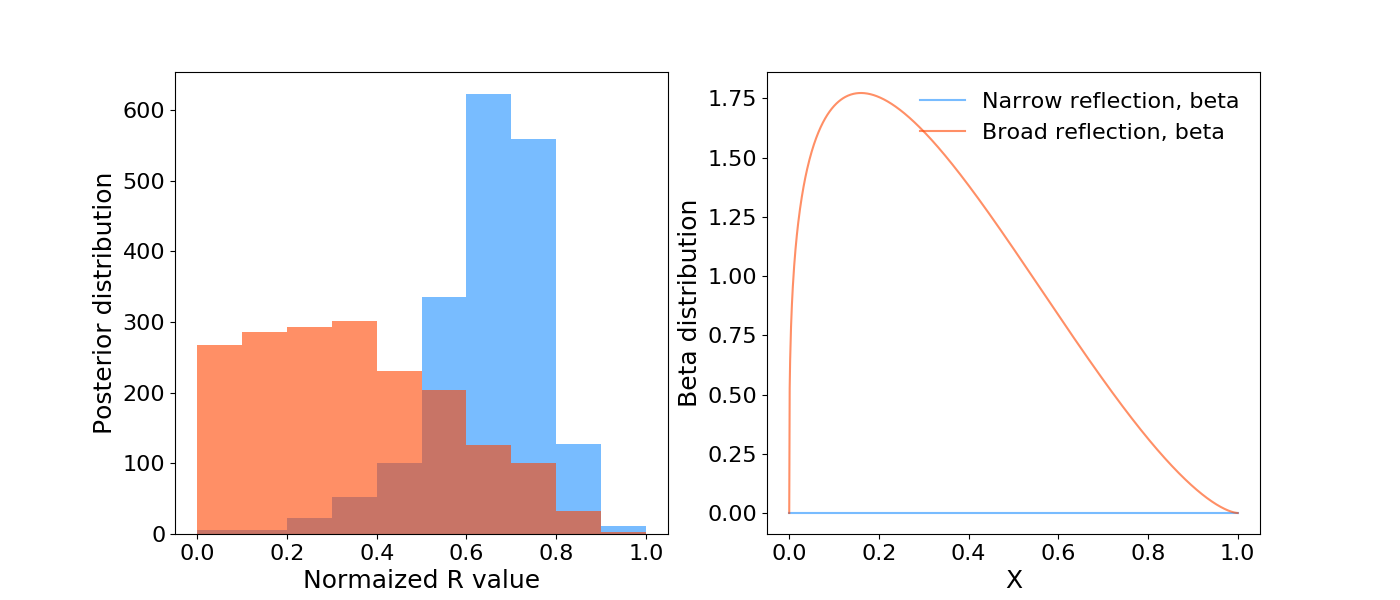 Posterior distribution
600
500
400
300
200
100
0
0.0 0.2 0.4 0.6 0.8 1.0
Normaized R value
Beta distribution
1.75
1.50
1.25
1.00
0.75
0.50
0.25
0.00
0.0 0.2 0.4 0.6 0.8 1.0
X
Narrow reflection, beta
Broad reflection, beta